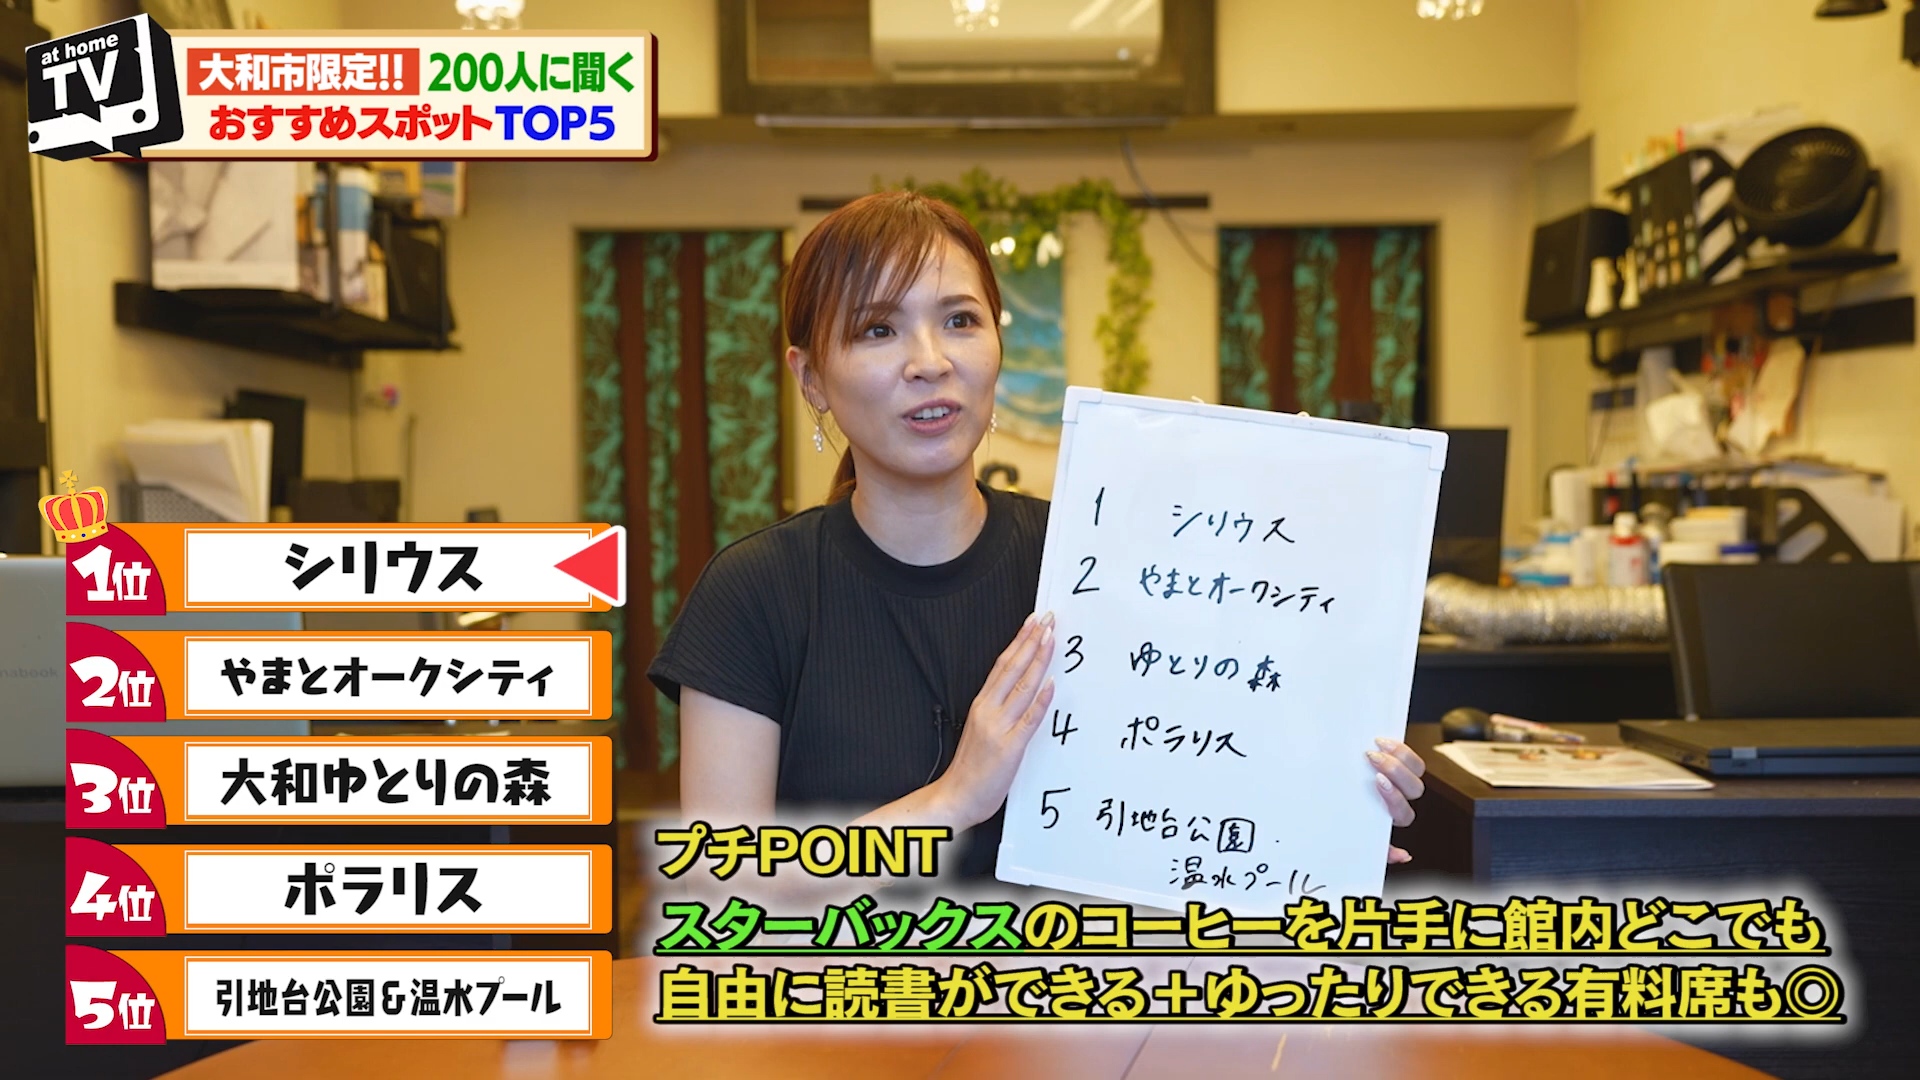 at home
TV
大和市限定!! 200人に聞く
おすすめスポットTOP5
1位 シリウス
2位 やまとオークシティ
3位 大和ゆとりの森
4位 ポラリス
5位 引地台公園&温水プール
1 シリウス
2 やまとオークシティ
3 ゆとりの森
4 ポラリス
5 引地台公園・
温水プール
プチPOINT
スターバックスのコーヒーを片手に館内どこでも
自由に読書ができる+ゆったりできる有料席も◎